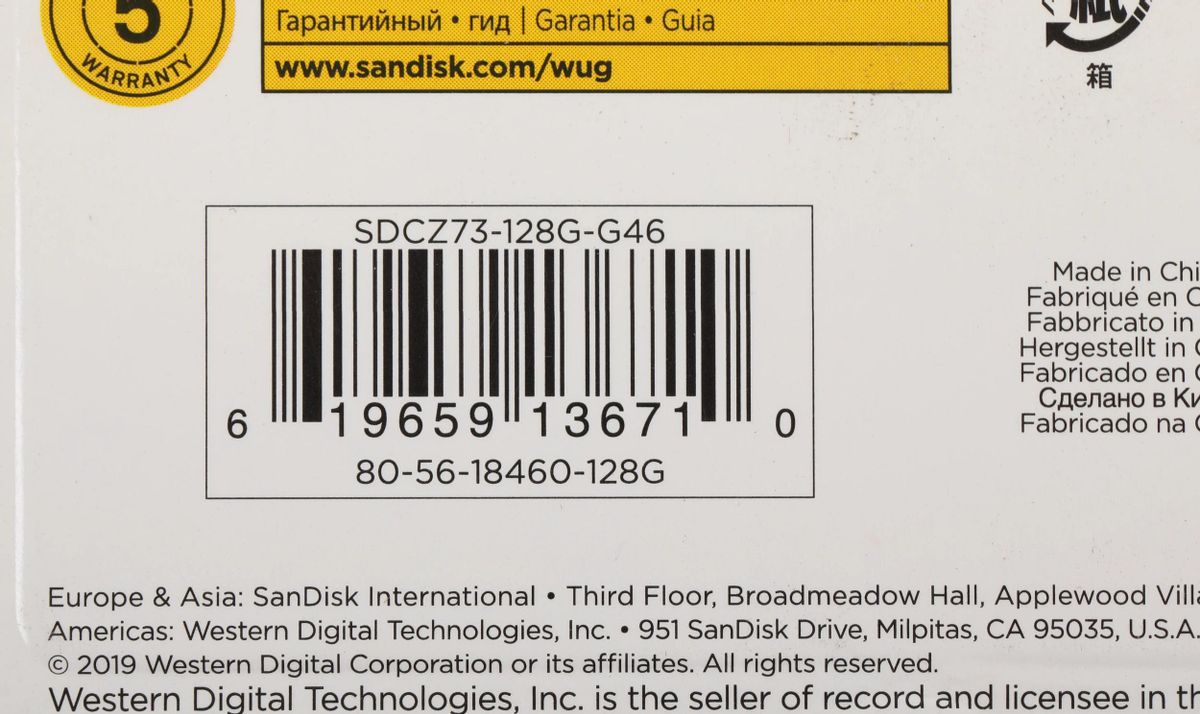 5
WARRANTY
Гарантийный • гид | Garantia • Guia
www.sandisk.com/wug
箱
SDCZ73-128G-G46
6 19659 13671 0
80-56-18460-128G
Made in Chi
Fabriqué en C
Fabbricato in
Hergestellt in C
Fabricado en C
Сделано в Ки
Fabricado na C
Europe & Asia: SanDisk International • Third Floor, Broadmeadow Hall, Applewood Villa
Americas: Western Digital Technologies, Inc. • 951 SanDisk Drive, Milpitas, CA 95035, U.S.A.
© 2019 Western Digital Corporation or its affiliates. All rights reserved.
Western Digital Technologies, Inc. is the seller of record and licensee in th